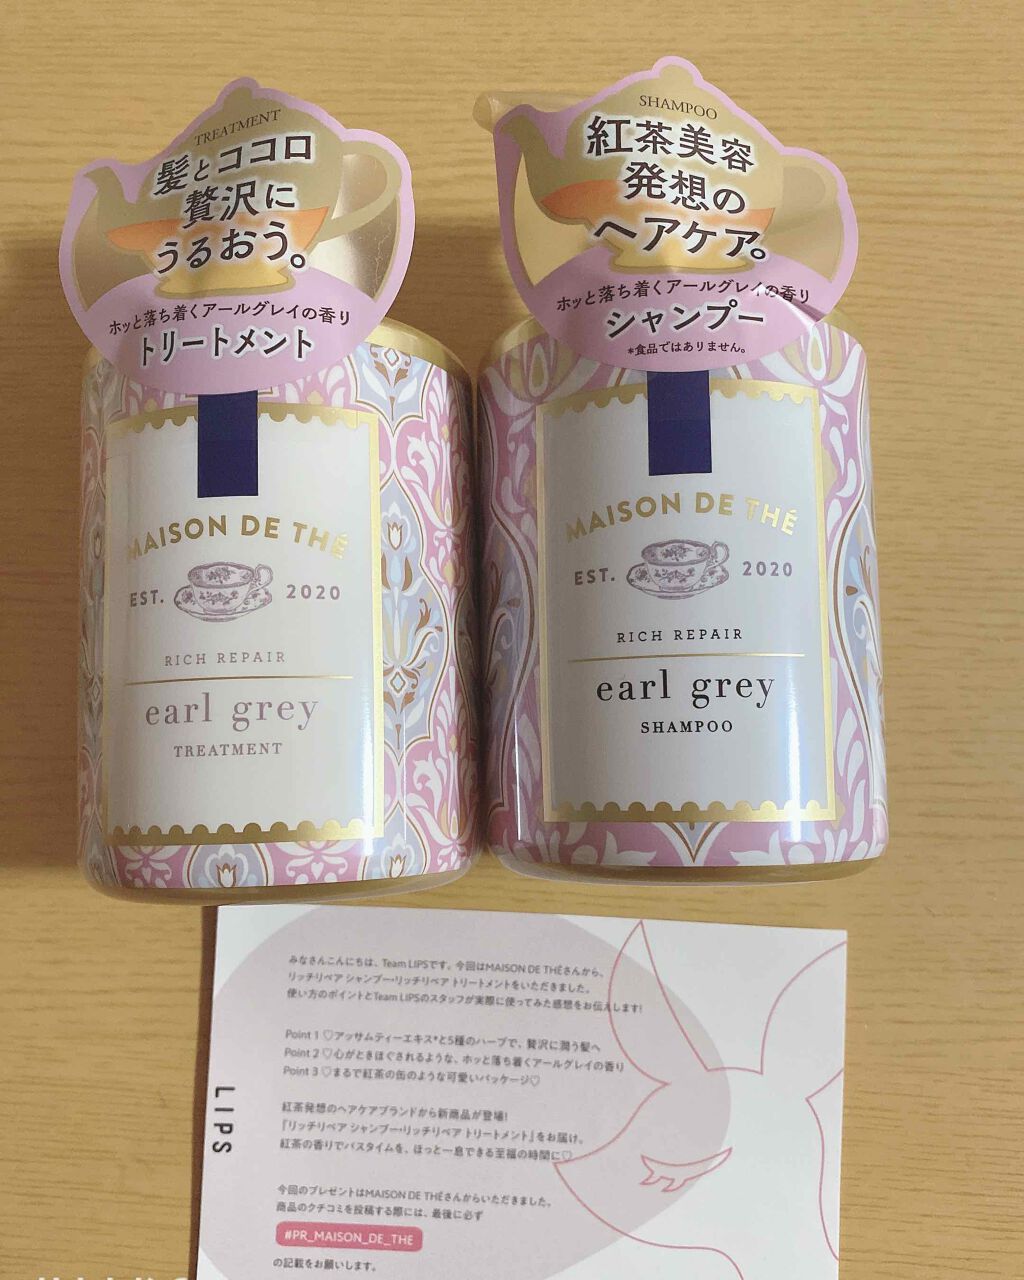 TREATMENT
髪とココロ
贅沢に
うるおう。
ホッと落ち着くアールグレイの香り
トリートメント
MAISON DE THÉ
EST. 2020
RICH REPAIR
earl grey
TREATMENT
SHAMPOO
紅茶美容
発想の
ヘアケア。
ホッと落ち着くアールグレイの香り
シャンプー
*食品ではありません。
MAISON DE THÉ
EST. 2020
RICH REPAIR
earl grey
SHAMPOO
LIPS
みなさんこんにちは、Team LIPSです。今回はMAISON DE THÉさんから、
リッチリペア シャンプー・リッチリペア トリートメントをいただきました。
使い方のポイントとTeam LIPSのスタッフが実際に使ってみた感想をお伝えします!
Point 1 ♡アッサムティーエキス*と5種のハーブで、贅沢に潤う髪へ
Point 2 ♡心がときほぐされるような、ホッと落ち着くアールグレイの香り
Point 3 ♡まるで紅茶の缶のような可愛いパッケージ♡
紅茶発想のヘアケアブランドから新商品が登場!
『リッチリペア シャンプー・リッチリペア トリートメント』をお届け。
紅茶の香りでバスタイムを、ほっと一息できる至福の時間に♡
今回のプレゼントはMAISON DE THÉさんからいただきました。
商品のクチコミを投稿する際には、最後に必ず
#PR_MAISON_DE_THE
の記載をお願いします。